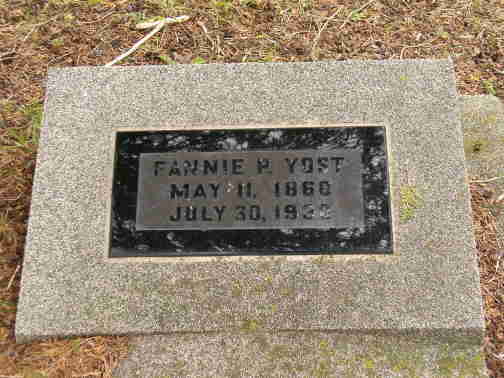 FANNIE P. YOST
MAY 11, 1860
JULY 30,